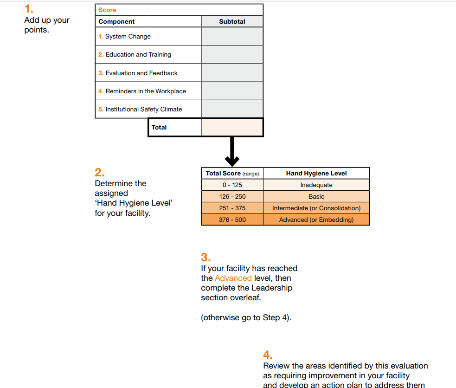 1.
Add up your
points.
Score
Component Subtotal
1. System Change
2. Education and Training
3. Evaluation and Feedback
4. Reminders in the Workplace
5. Institutional Safety Climate
Total
2.
Determine the
assigned
'Hand Hygiene Level'
for your facility.
Total Score (range) Hand Hygiene Level
0 - 125 Inadequate
126 - 250 Basic
251 - 375 Intermediate (or Consolidation)
376 - 500 Advanced (or Embedding)
3.
If your facility has reached
the Advanced level, then
complete the Leadership
section overleaf.
(otherwise go to Step 4).
4.
Review the areas identified by this evaluation
as requiring improvement in your facility
and develop an action plan to address them